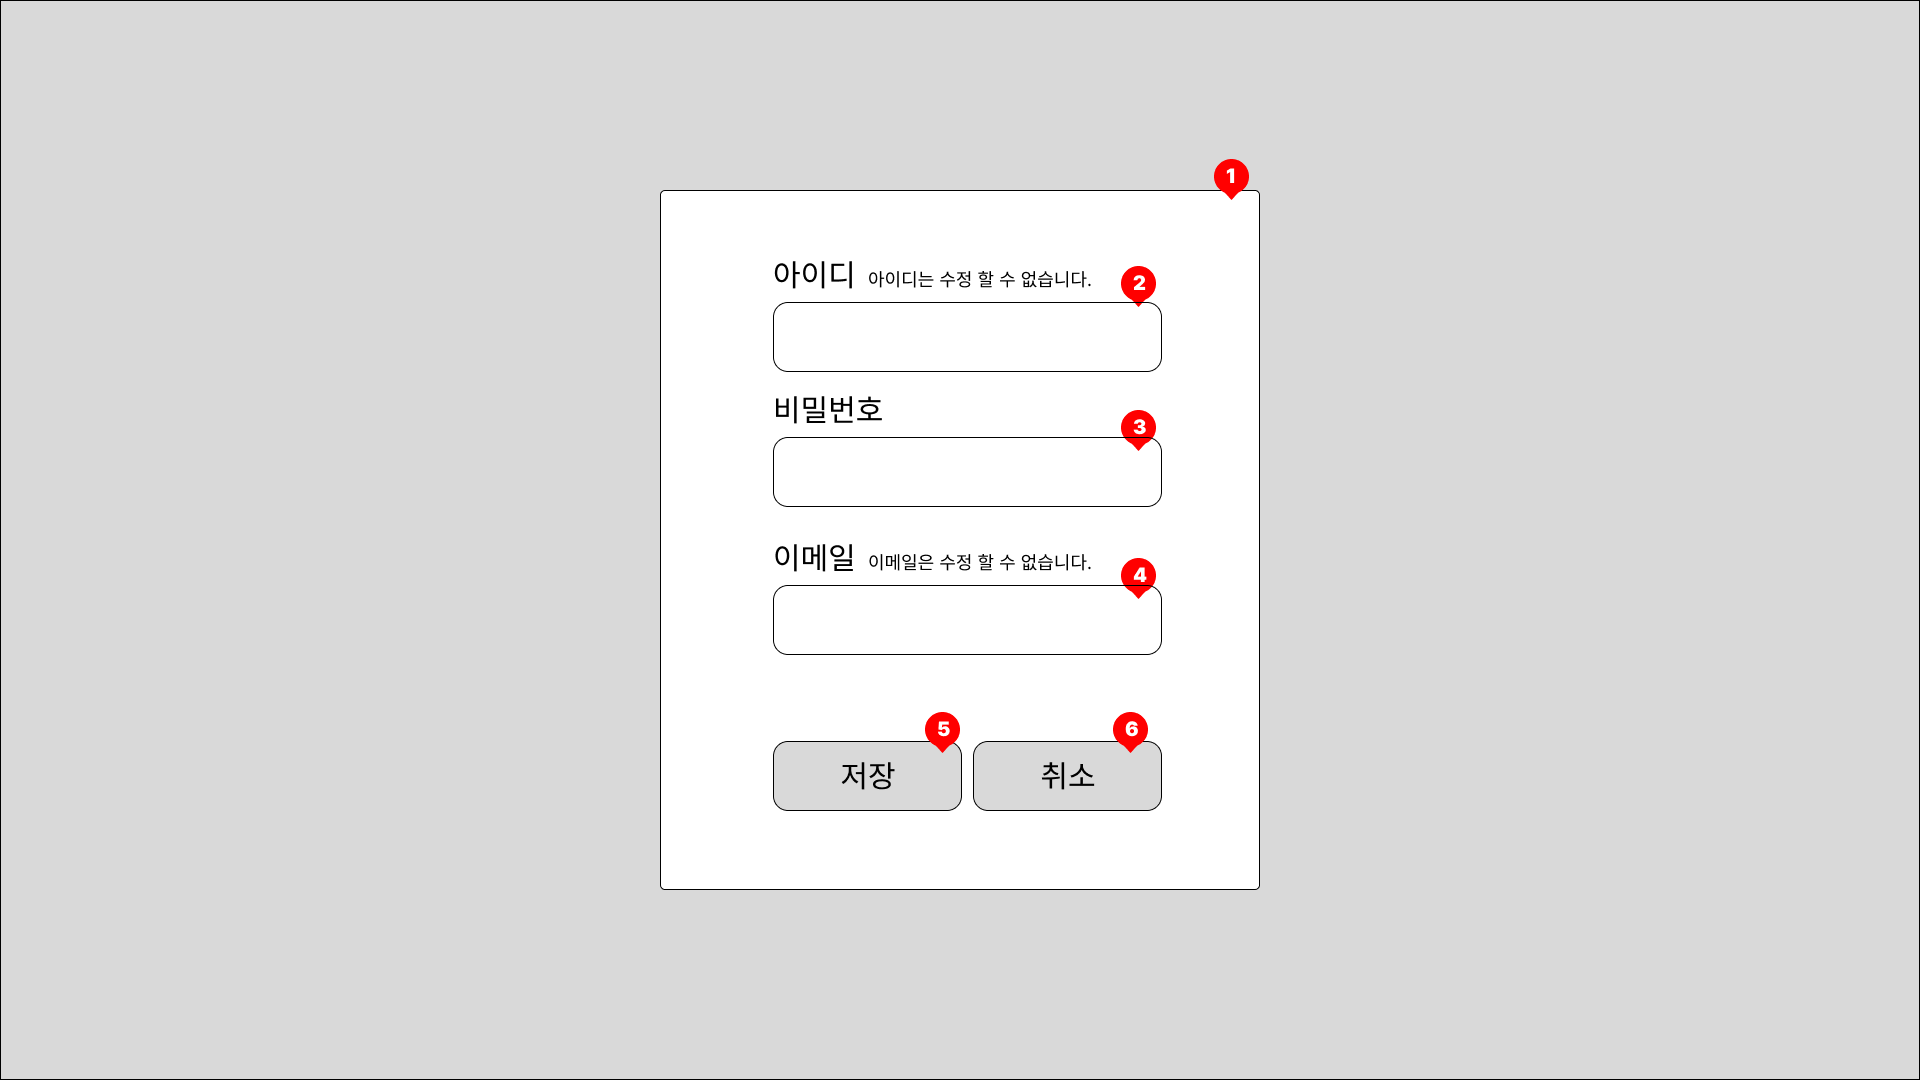 1
아이디 아이디는 수정 할 수 없습니다.
2
비밀번호
3
이메일 이메일은 수정 할 수 없습니다.
4
5
6
저장
취소